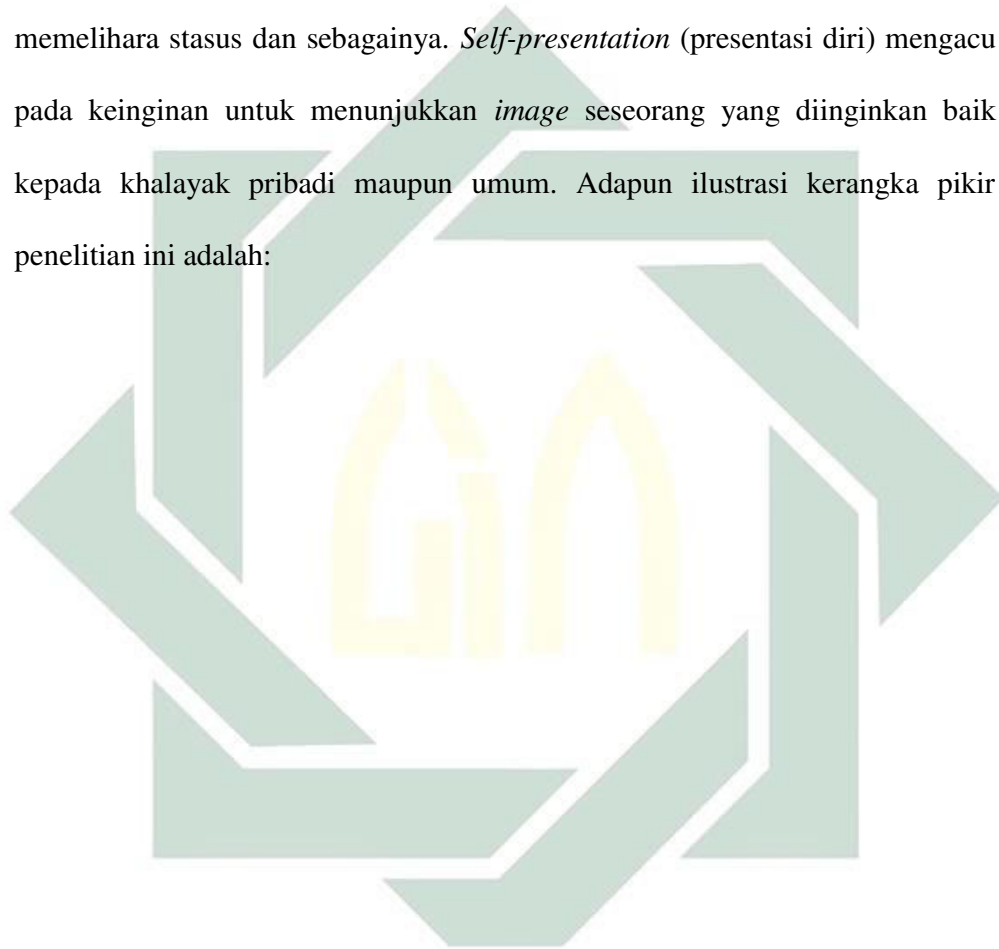 memelihara stasus dan sebagainya. Self-presentation (presentasi diri) mengacu
pada keinginan untuk menunjukkan image seseorang yang diinginkan baik
kepada khalayak pribadi maupun umum. Adapun ilustrasi kerangka pikir
penelitian ini adalah: